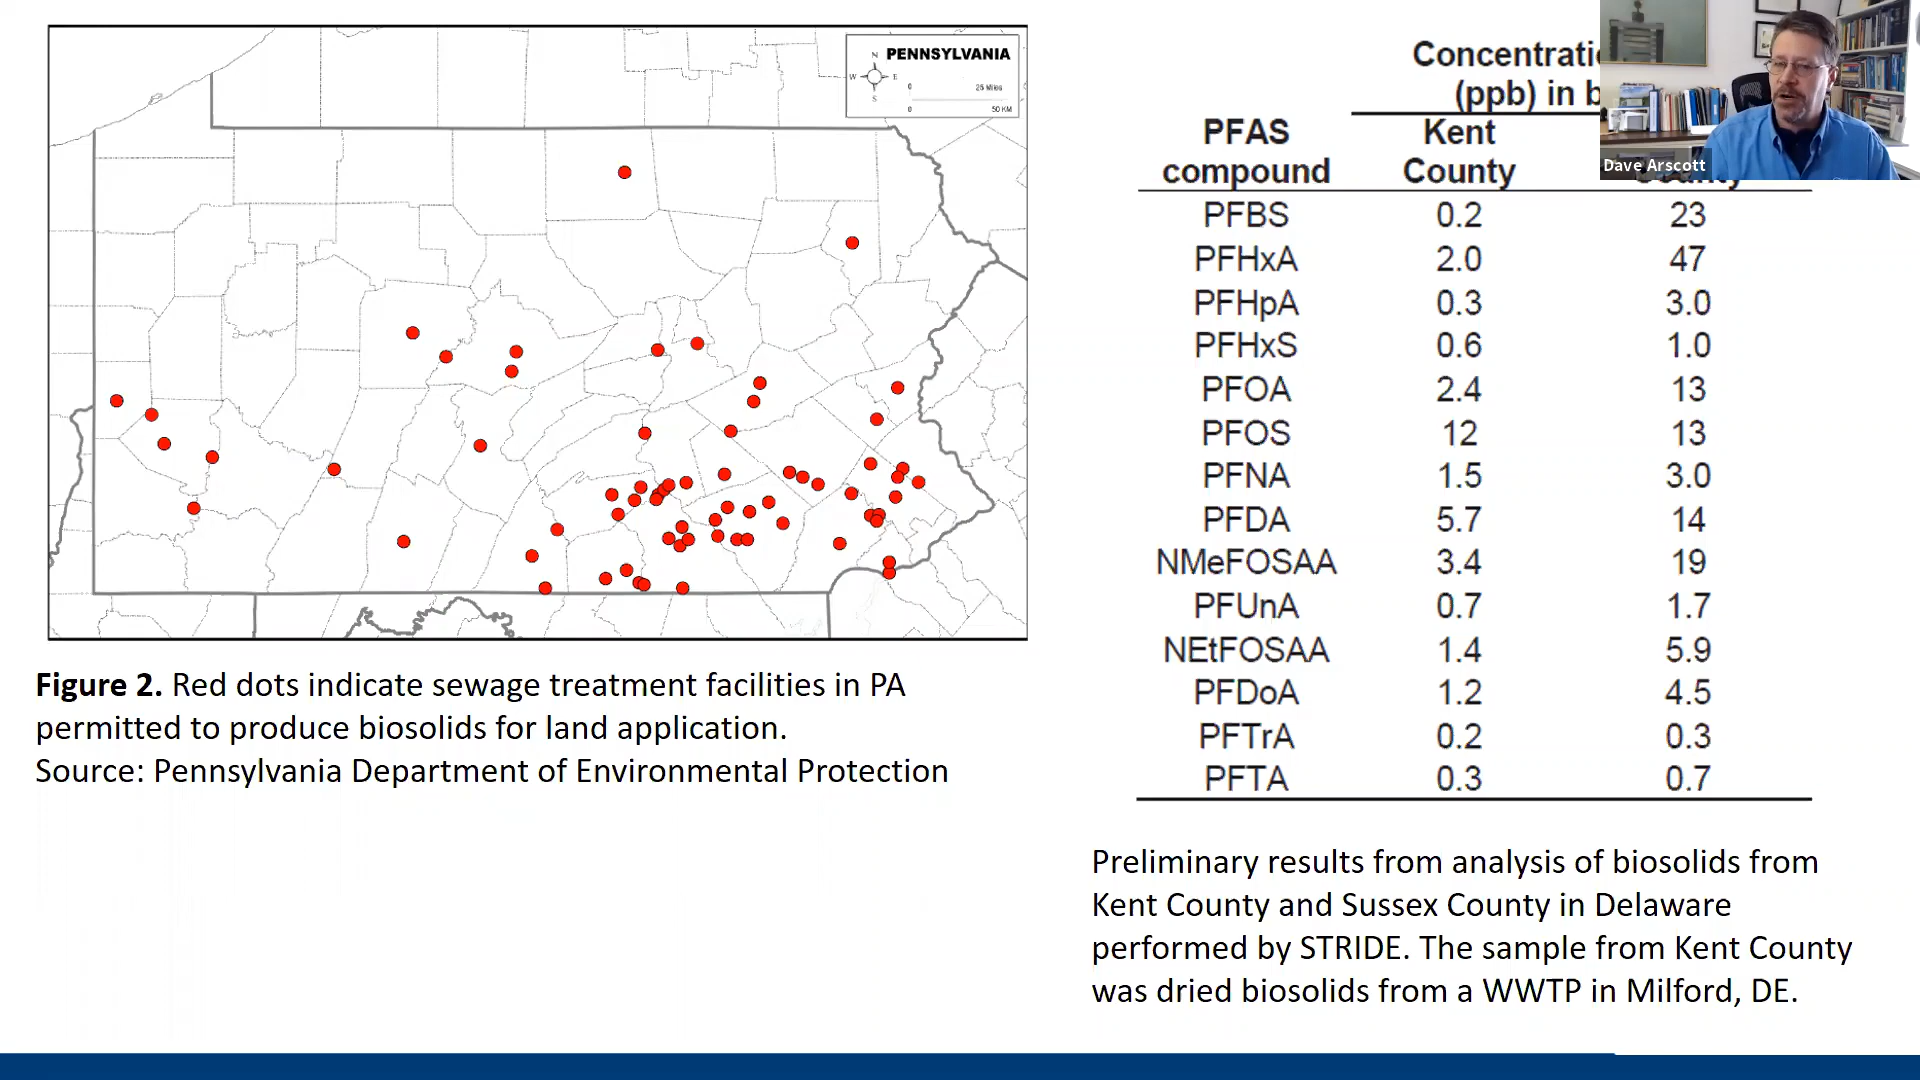 PENNSYLVANIA
N
W E
S
0 25 Miles
0 50 KM
Figure 2. Red dots indicate sewage treatment facilities in PA
permitted to produce biosolids for land application.
Source: Pennsylvania Department of Environmental Protection
(ppb) in
PFAS Kent
compound County
PFBS 0.2 23
PFHxA 2.0 47
PFHpA 0.3 3.0
PFHxS 0.6 1.0
PFOA 2.4 13
PFOS 12 13
PFNA 1.5 3.0
PFDA 5.7 14
NMeFOSAA 3.4 19
PFUnA 0.7 1.7
NEtFOSAA 1.4 5.9
PFDoA 1.2 4.5
PFTrA 0.2 0.3
PFTA 0.3 0.7
Preliminary results from analysis of biosolids from
Kent County and Sussex County in Delaware
performed by STRIDE. The sample from Kent County
was dried biosolids from a WWTP in Milford, DE.
Dave Arscott